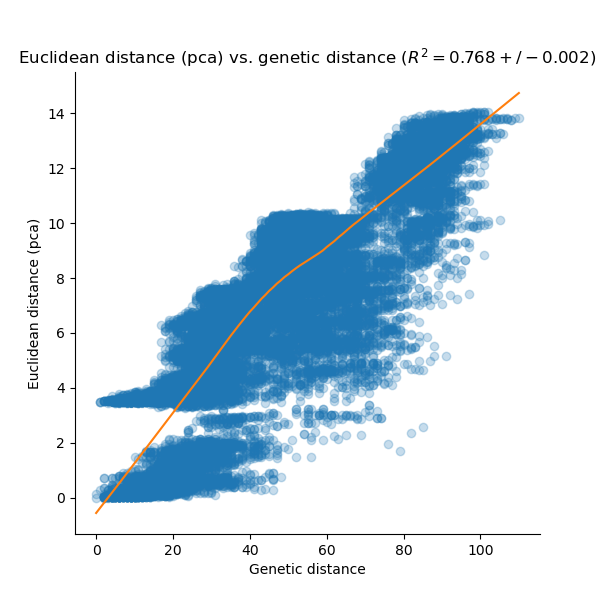 Euclidean distance (pca) vs. genetic distance (R² = 0.768 + / − 0.002)
14
12
10
8
6
4
2
0
Euclidean distance (pca)
0 20 40 60 80 100
Genetic distance